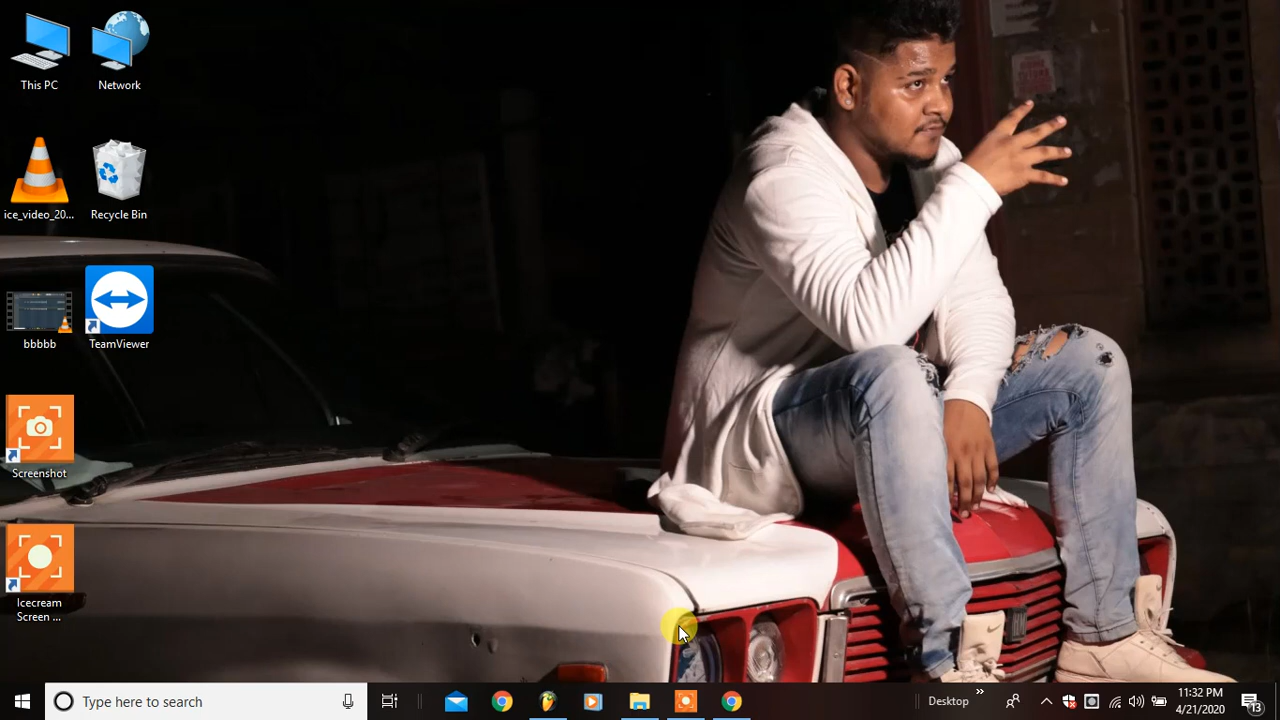 This PC
Network
ice_video_20...
Recycle Bin
bbbbb
TeamViewer
Screenshot
Icecream
Screen ...
Type here to search
Desktop
11:32 PM
4/21/2020
13